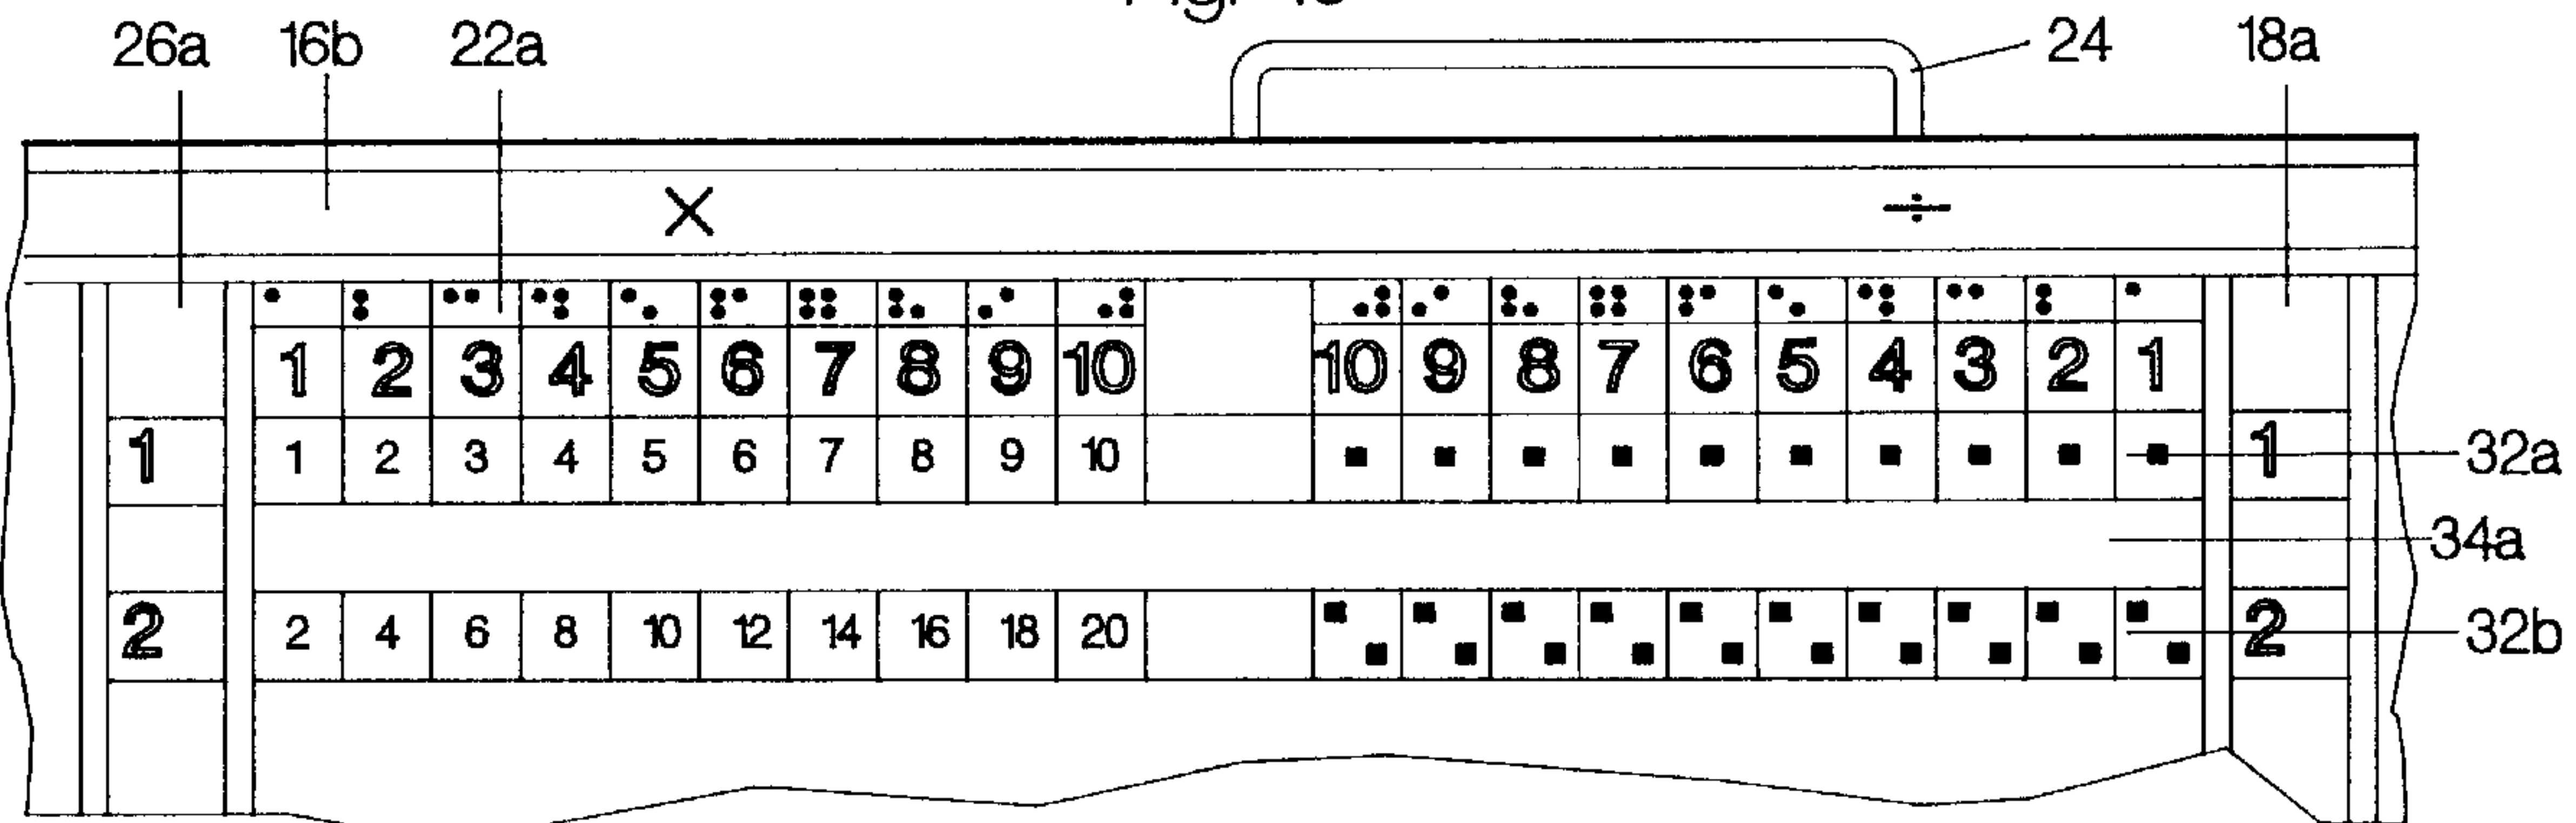 26a 16b 22a 24 18a
× ÷
1 2 3 4 5 6 7 8 9 10 10 9 8 7 6 5 4 3 2 1
1 1 2 3 4 5 6 7 8 9 10 1 32a
34a
2 2 4 6 8 10 12 14 16 18 20 2 32b